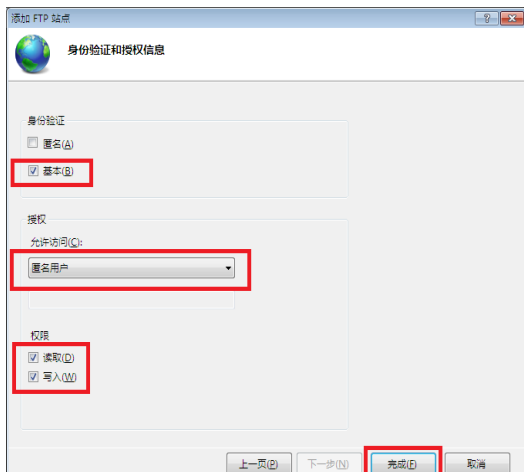 添加 FTP 站点
身份验证和授权信息
身份验证
匿名(A)
基本(B)
授权
允许访问(C):
匿名用户
权限
读取(D)
写入(W)
上一页(P) 下一步(N) 完成(F) 取消